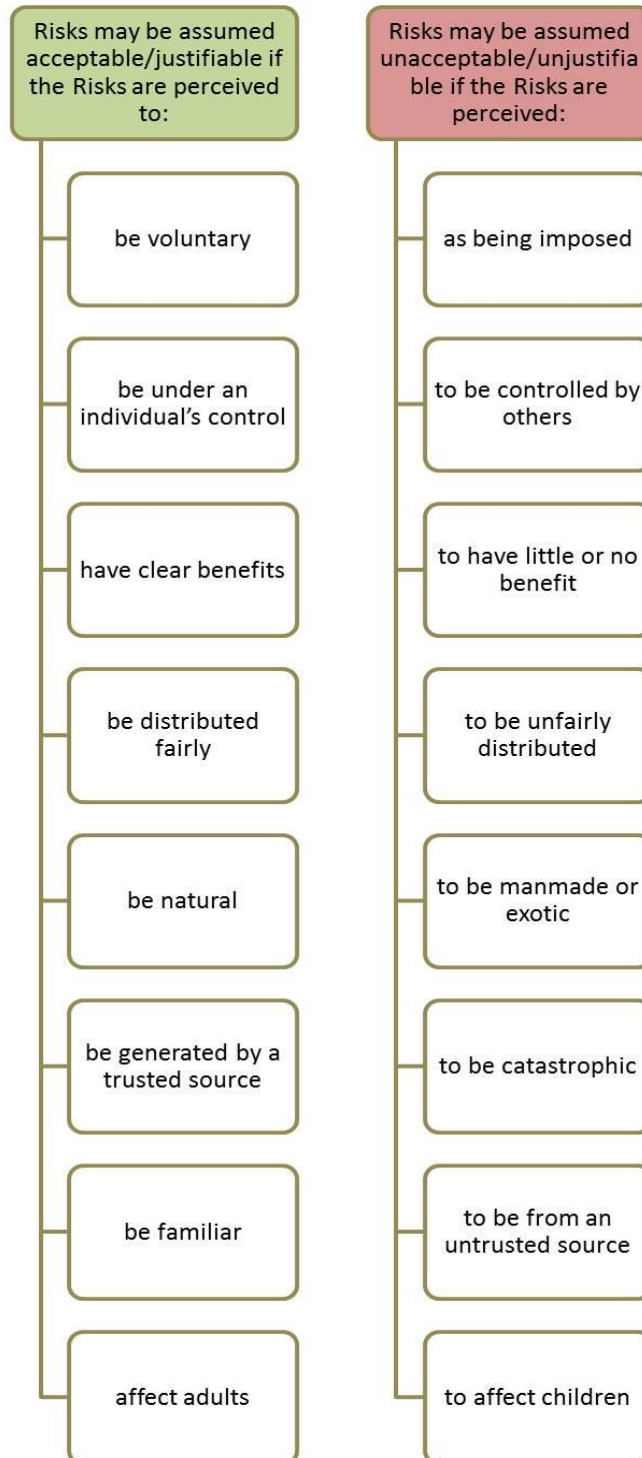 Risks may be assumed
acceptable/justifiable if
the Risks are perceived
to:
be voluntary
be under an
individual's control
have clear benefits
be distributed
fairly
be natural
be generated by a
trusted source
be familiar
affect adults
Risks may be assumed
unacceptable/unjustifia
ble if the Risks are
perceived:
as being imposed
to be controlled by
others
to have little or no
benefit
to be unfairly
distributed
to be manmade or
exotic
to be catastrophic
to be from an
untrusted source
to affect children